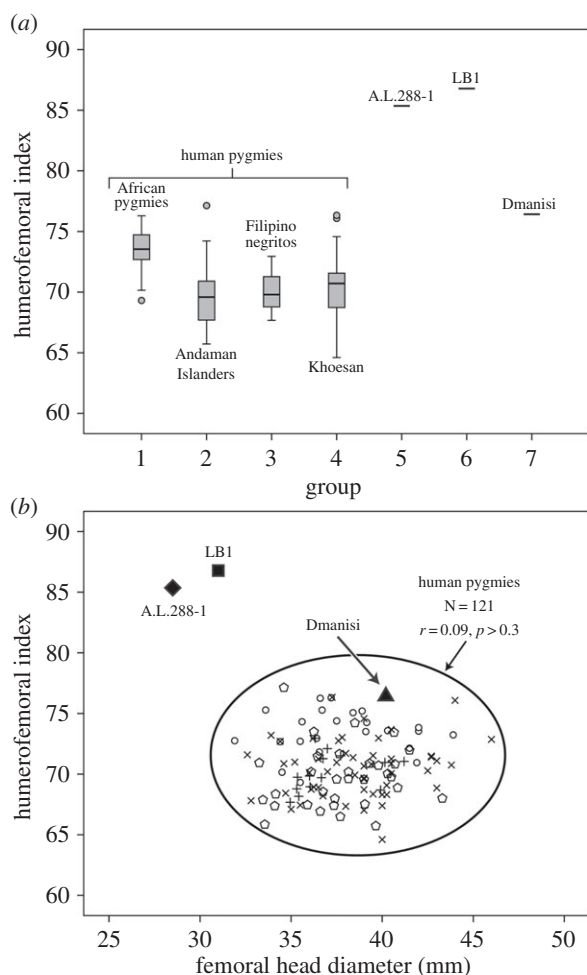 (a)
90
85
80
75
70
65
60
humerofemoral index
human pygmies
African
pygmies
Andaman
Islanders
Filipino
negritos
Khoesan
A.L.288-1
LB1
Dmanisi
1 2 3 4 5 6 7
group
(b)
90
85
80
75
70
65
60
humerofemoral index
LB1
A.L.288-1
Dmanisi
human pygmies
N = 121
r = 0.09, p > 0.3
25 30 35 40 45 50
femoral head diameter (mm)